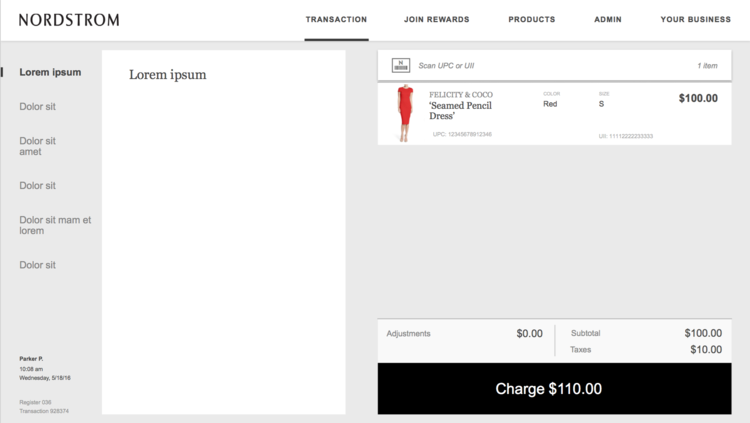 NORDSTROM
TRANSACTION
JOIN REWARDS
PRODUCTS
ADMIN
YOUR BUSINESS
Lorem ipsum
Dolor sit
Dolor sit
amet
Dolor sit
Dolor sit mam et
lorem
Dolor sit
Parker P.
10:08 am
Wednesday, 5/18/16
Register 036
Transaction 928374
Lorem ipsum
Scan UPC or UII
1 item
FELICITY & COCO
‘Seamed Pencil
Dress’
UPC: 12345678912346
COLOR
Red
SIZE
S
UII: 11112222233333
$100.00
Adjustments
$0.00
Subtotal
$100.00
Taxes
$10.00
Charge $110.00